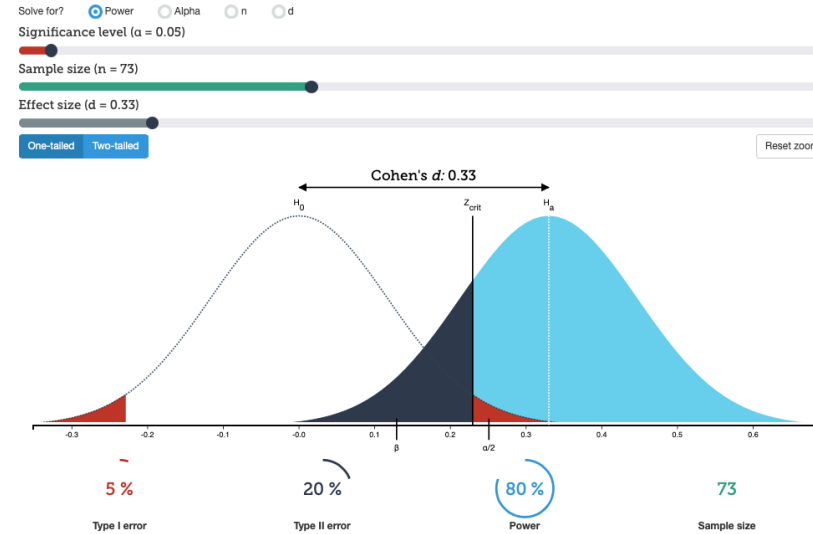 Solve for? Power Alpha n d
Significance level (α = 0.05)
Sample size (n = 73)
Effect size (d = 0.33)
One-tailed Two-tailed
Cohen's d: 0.33
H0 Zcrit Ha
-0.3 -0.2 -0.1 -0.0 0.1 0.2 0.3 0.4 0.5 0.6
β α/2
5 % 20 % 80 % 73
Type I error Type II error Power Sample size